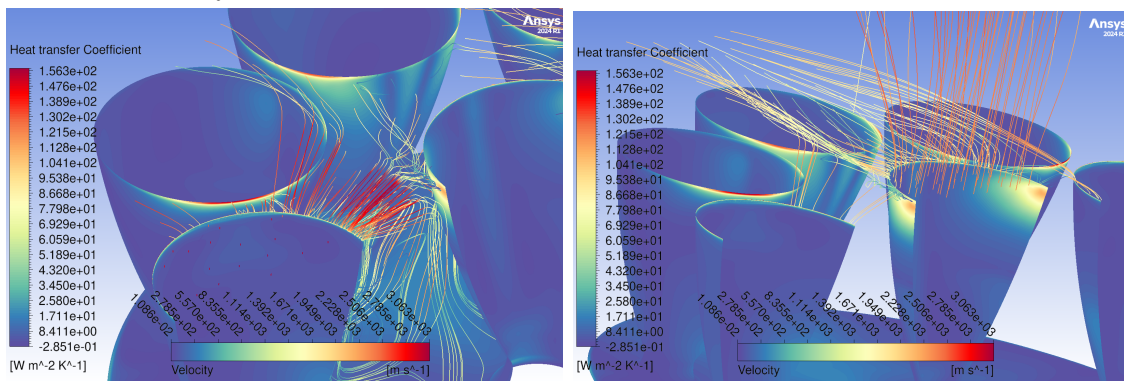 Ansys
2024 R1
Heat transfer Coefficient
1.563e+02
1.476e+02
1.389e+02
1.302e+02
1.215e+02
1.128e+02
1.041e+02
9.538e+01
8.668e+01
7.798e+01
6.929e+01
6.059e+01
5.189e+01
4.320e+01
3.450e+01
2.580e+01
1.711e+01
8.411e+00
-2.851e-01
[W m^-2 K^-1]
1.086e-02
2.785e+02
5.570e+02
8.355e+02
1.114e+03
1.392e+03
1.671e+03
1.949e+03
2.228e+03
2.506e+03
2.785e+03
3.063e+03
Velocity [m s^-1]
Ansys
2024 R1
Heat transfer Coefficient
1.563e+02
1.476e+02
1.389e+02
1.302e+02
1.215e+02
1.128e+02
1.041e+02
9.538e+01
8.668e+01
7.798e+01
6.929e+01
6.059e+01
5.189e+01
4.320e+01
3.450e+01
2.580e+01
1.711e+01
8.411e+00
-2.851e-01
[W m^-2 K^-1]
1.086e-02
2.785e+02
5.570e+02
8.355e+02
1.114e+03
1.392e+03
1.671e+03
1.949e+03
2.228e+03
2.506e+03
2.785e+03
3.063e+03
Velocity [m s^-1]